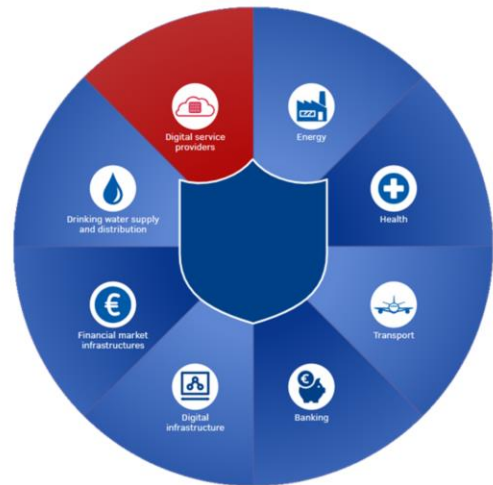 Digital service
providers
Energy
Health
Transport
Banking
Digital
infrastructure
Financial market
infrastructures
Drinking water supply
and distribution